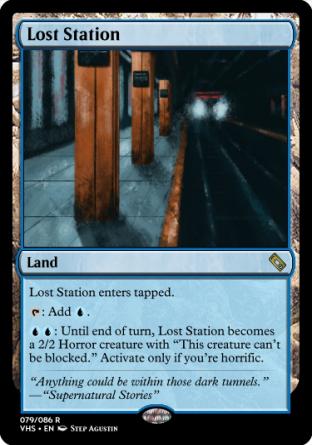 Lost Station
Land
Lost Station enters tapped.
: Add .
: Until end of turn, Lost Station becomes
a 2/2 Horror creature with “This creature can’t
be blocked.” Activate only if you’re horrific.
“Anything could be within those dark tunnels.”
—“Supernatural Stories”
079/086 R
VHS • EN Step Agustin